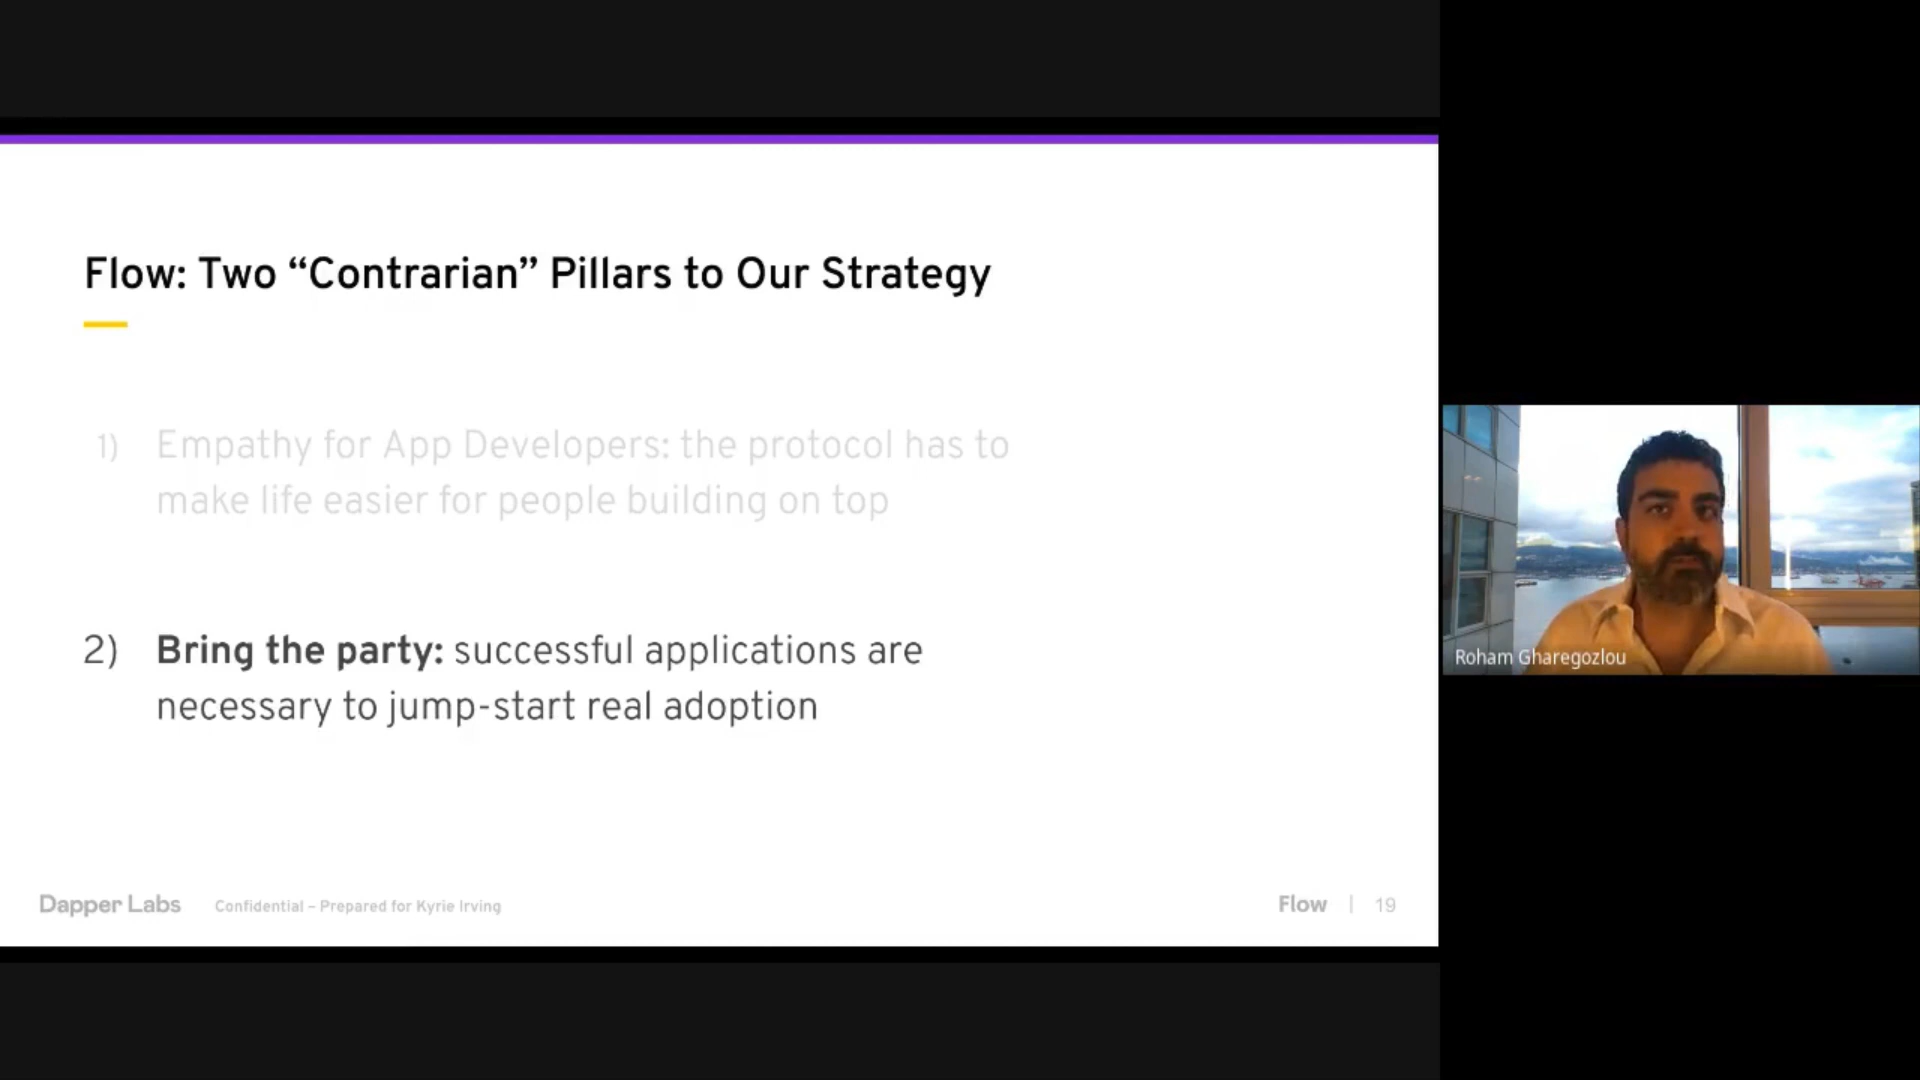 Flow: Two “Contrarian” Pillars to Our Strategy
1) Empathy for App Developers: the protocol has to
make life easier for people building on top
2) Bring the party: successful applications are
necessary to jump-start real adoption
Dapper Labs Confidential – Prepared for Kyrie Irving Flow | 19
Roham Gharegozlou